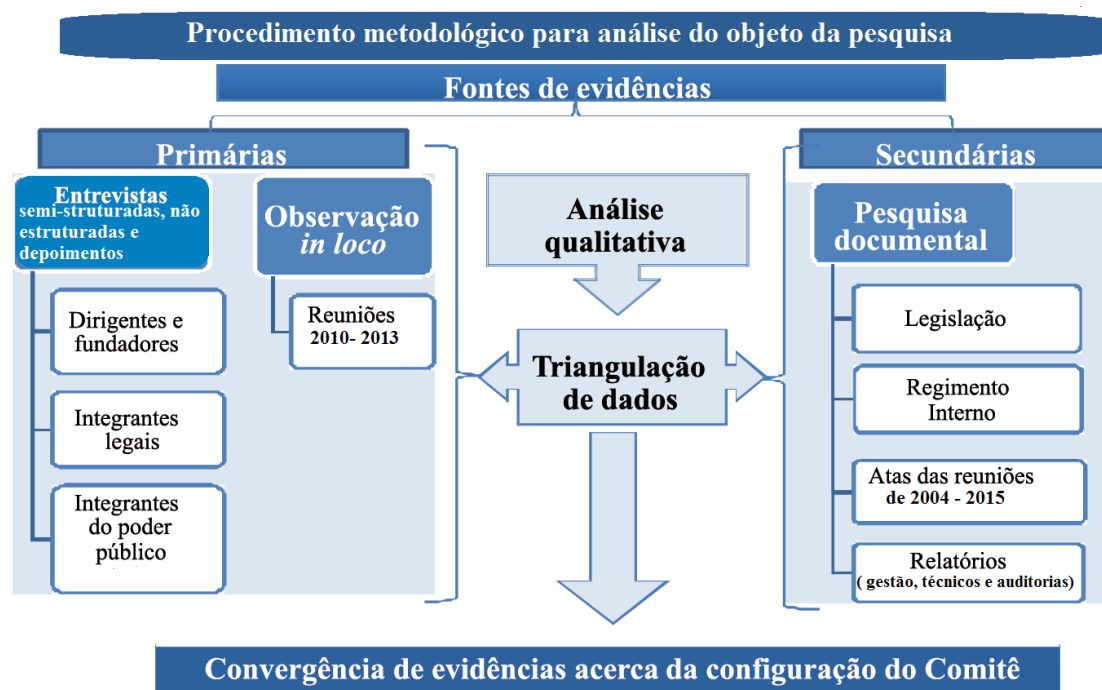 Procedimento metodológico para análise do objeto da pesquisa
Fontes de evidências
Primárias
Entrevistas
semi-struturadas, não
estruturadas e
depoimentos
Dirigentes e
fundadores
Integrantes
legais
Integrantes
do poder
público
Observação
in loco
Reuniões
2010- 2013
Análise
qualitativa
Triangulação
de dados
Secundárias
Pesquisa
documental
Legislação
Regimento
Interno
Atas das reuniões
de 2004 - 2015
Relatórios
( gestão, técnicos e auditorias)
Convergência de evidências acerca da configuração do Comitê